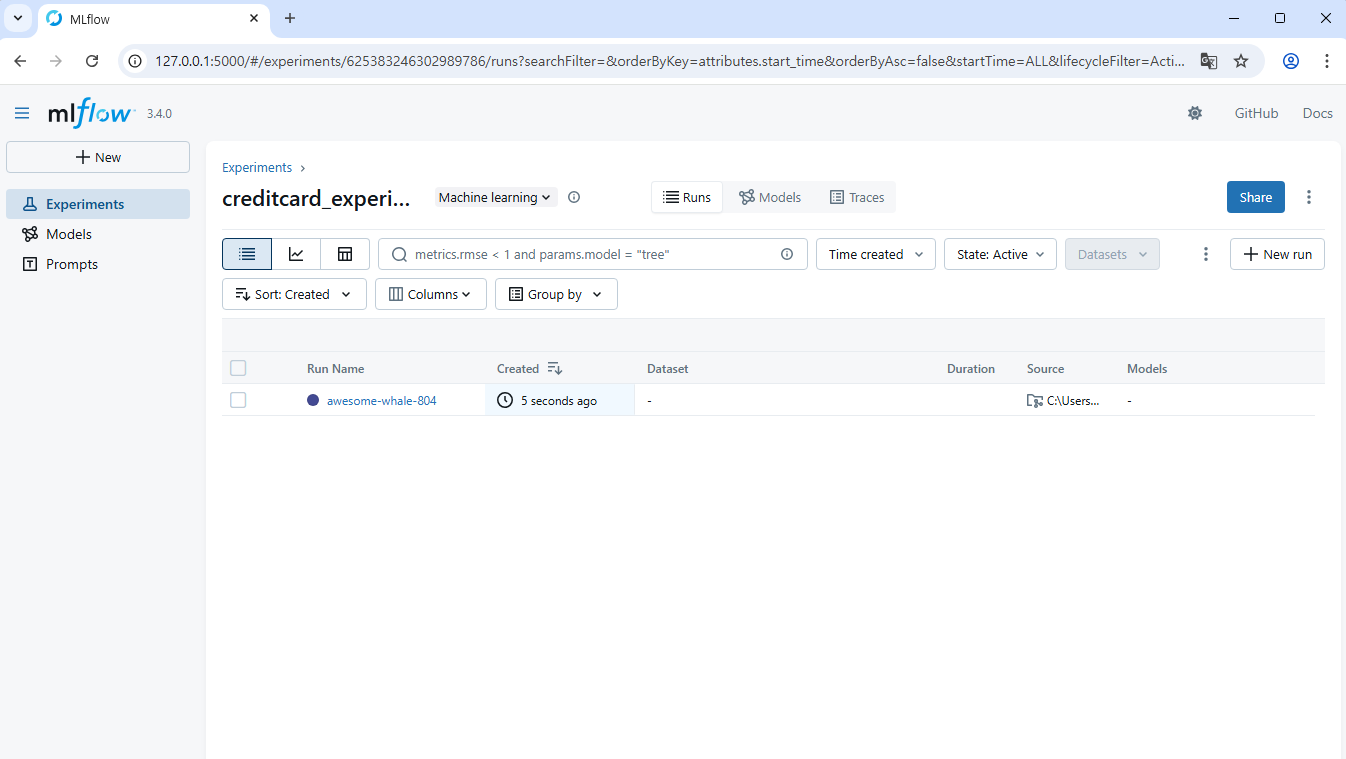 MLflow
127.0.0.1:5000/#/experiments/625383246302989786/runs?searchFilter=&orderByKey=attributes.start_time&orderByAsc=false&startTime=ALL&lifecycleFilter=Acti...
mlflow™ 3.4.0 GitHub Docs
New
Experiments
Models
Prompts
Experiments
creditcard_experi... Machine learning Runs Models Traces Share
metrics.rmse < 1 and params.model = "tree" Time created State: Active Datasets New run
Sort: Created Columns Group by
Run Name Created Dataset Duration Source Models
awesome-whale-804 5 seconds ago - C:\Users... -